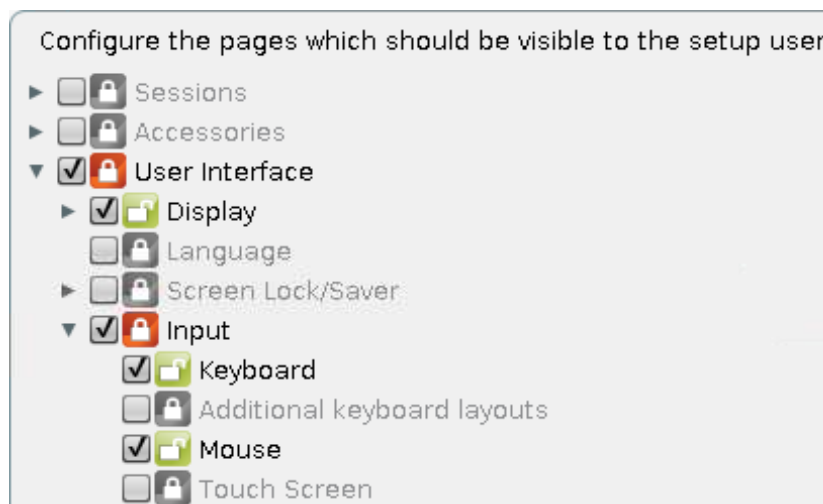 Configure the pages which should be visible to the setup user
Sessions
Accessories
User Interface
Display
Language
Screen Lock/Saver
Input
Keyboard
Additional keyboard layouts
Mouse
Touch Screen